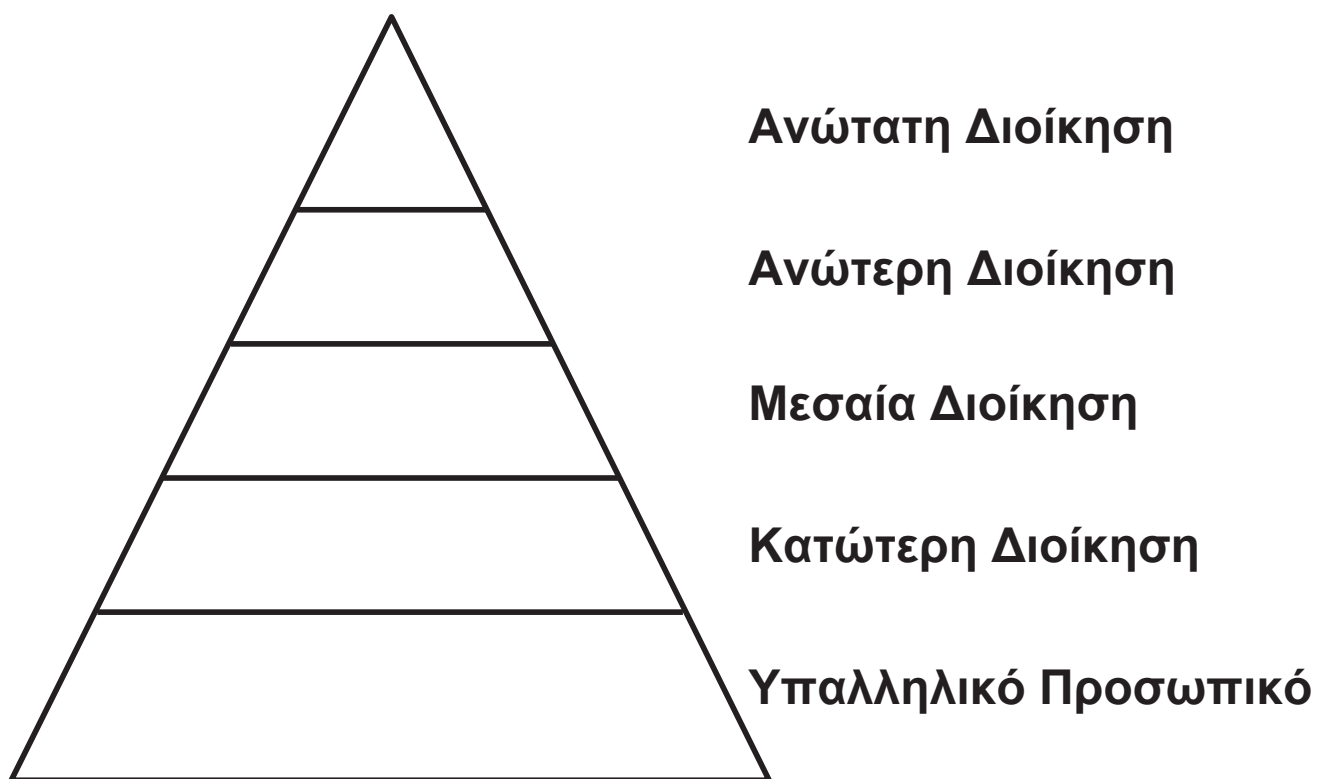 Ανώτατη Διοίκηση
Ανώτερη Διοίκηση
Μεσαία Διοίκηση
Κατώτερη Διοίκηση
Υπαλληλικό Προσωπικό